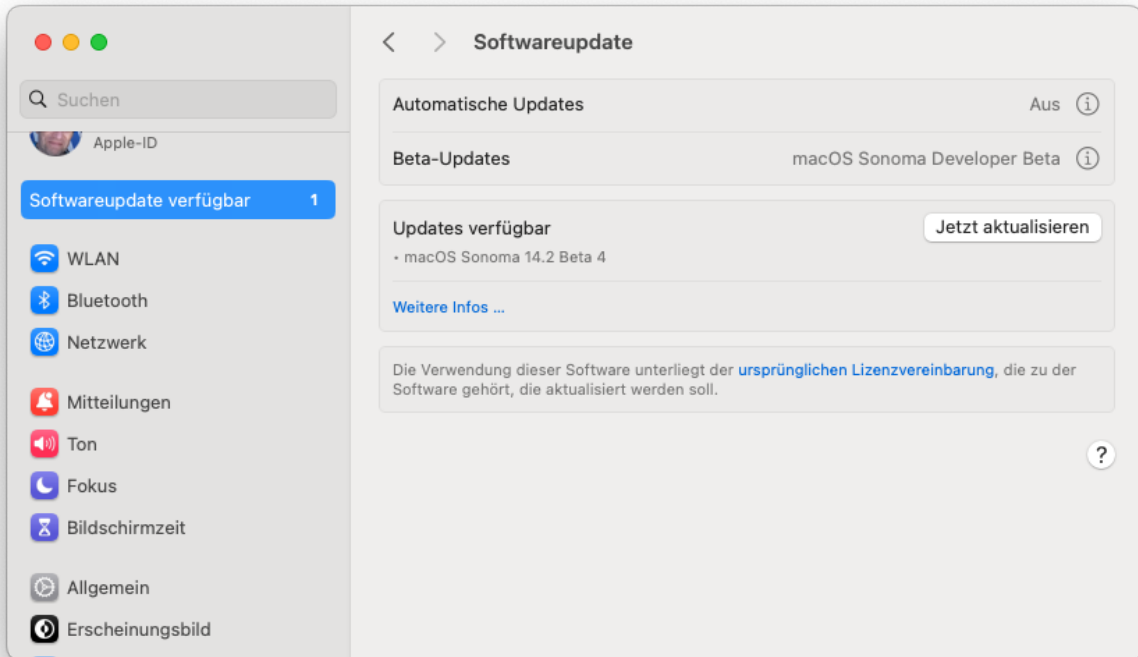 Softwareupdate
Suchen
Apple-ID
Softwareupdate verfügbar 1
WLAN
Bluetooth
Netzwerk
Mitteilungen
Ton
Fokus
Bildschirmzeit
Allgemein
Erscheinungsbild
Automatische Updates Aus
Beta-Updates macOS Sonoma Developer Beta
Updates verfügbar Jetzt aktualisieren
• macOS Sonoma 14.2 Beta 4
Weitere Infos ...
Die Verwendung dieser Software unterliegt der ursprünglichen Lizenzvereinbarung, die zu der
Software gehört, die aktualisiert werden soll.
?